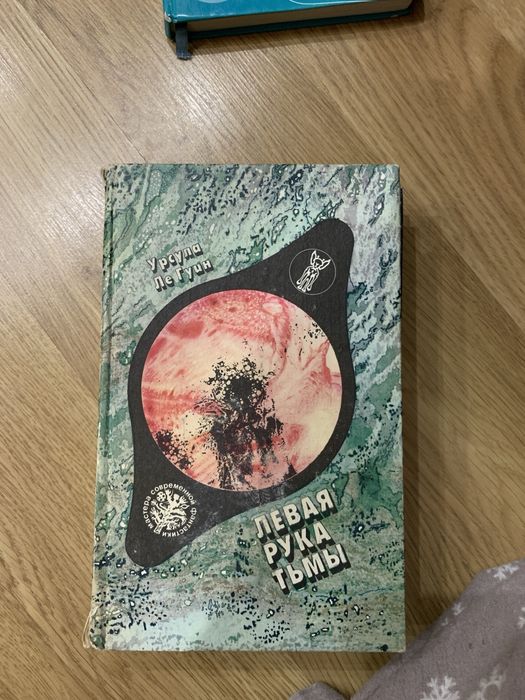 Урсула
Ле Гуин
мастера современной фантастики
ЛЕВАЯ
РУКА
ТЬМЫ